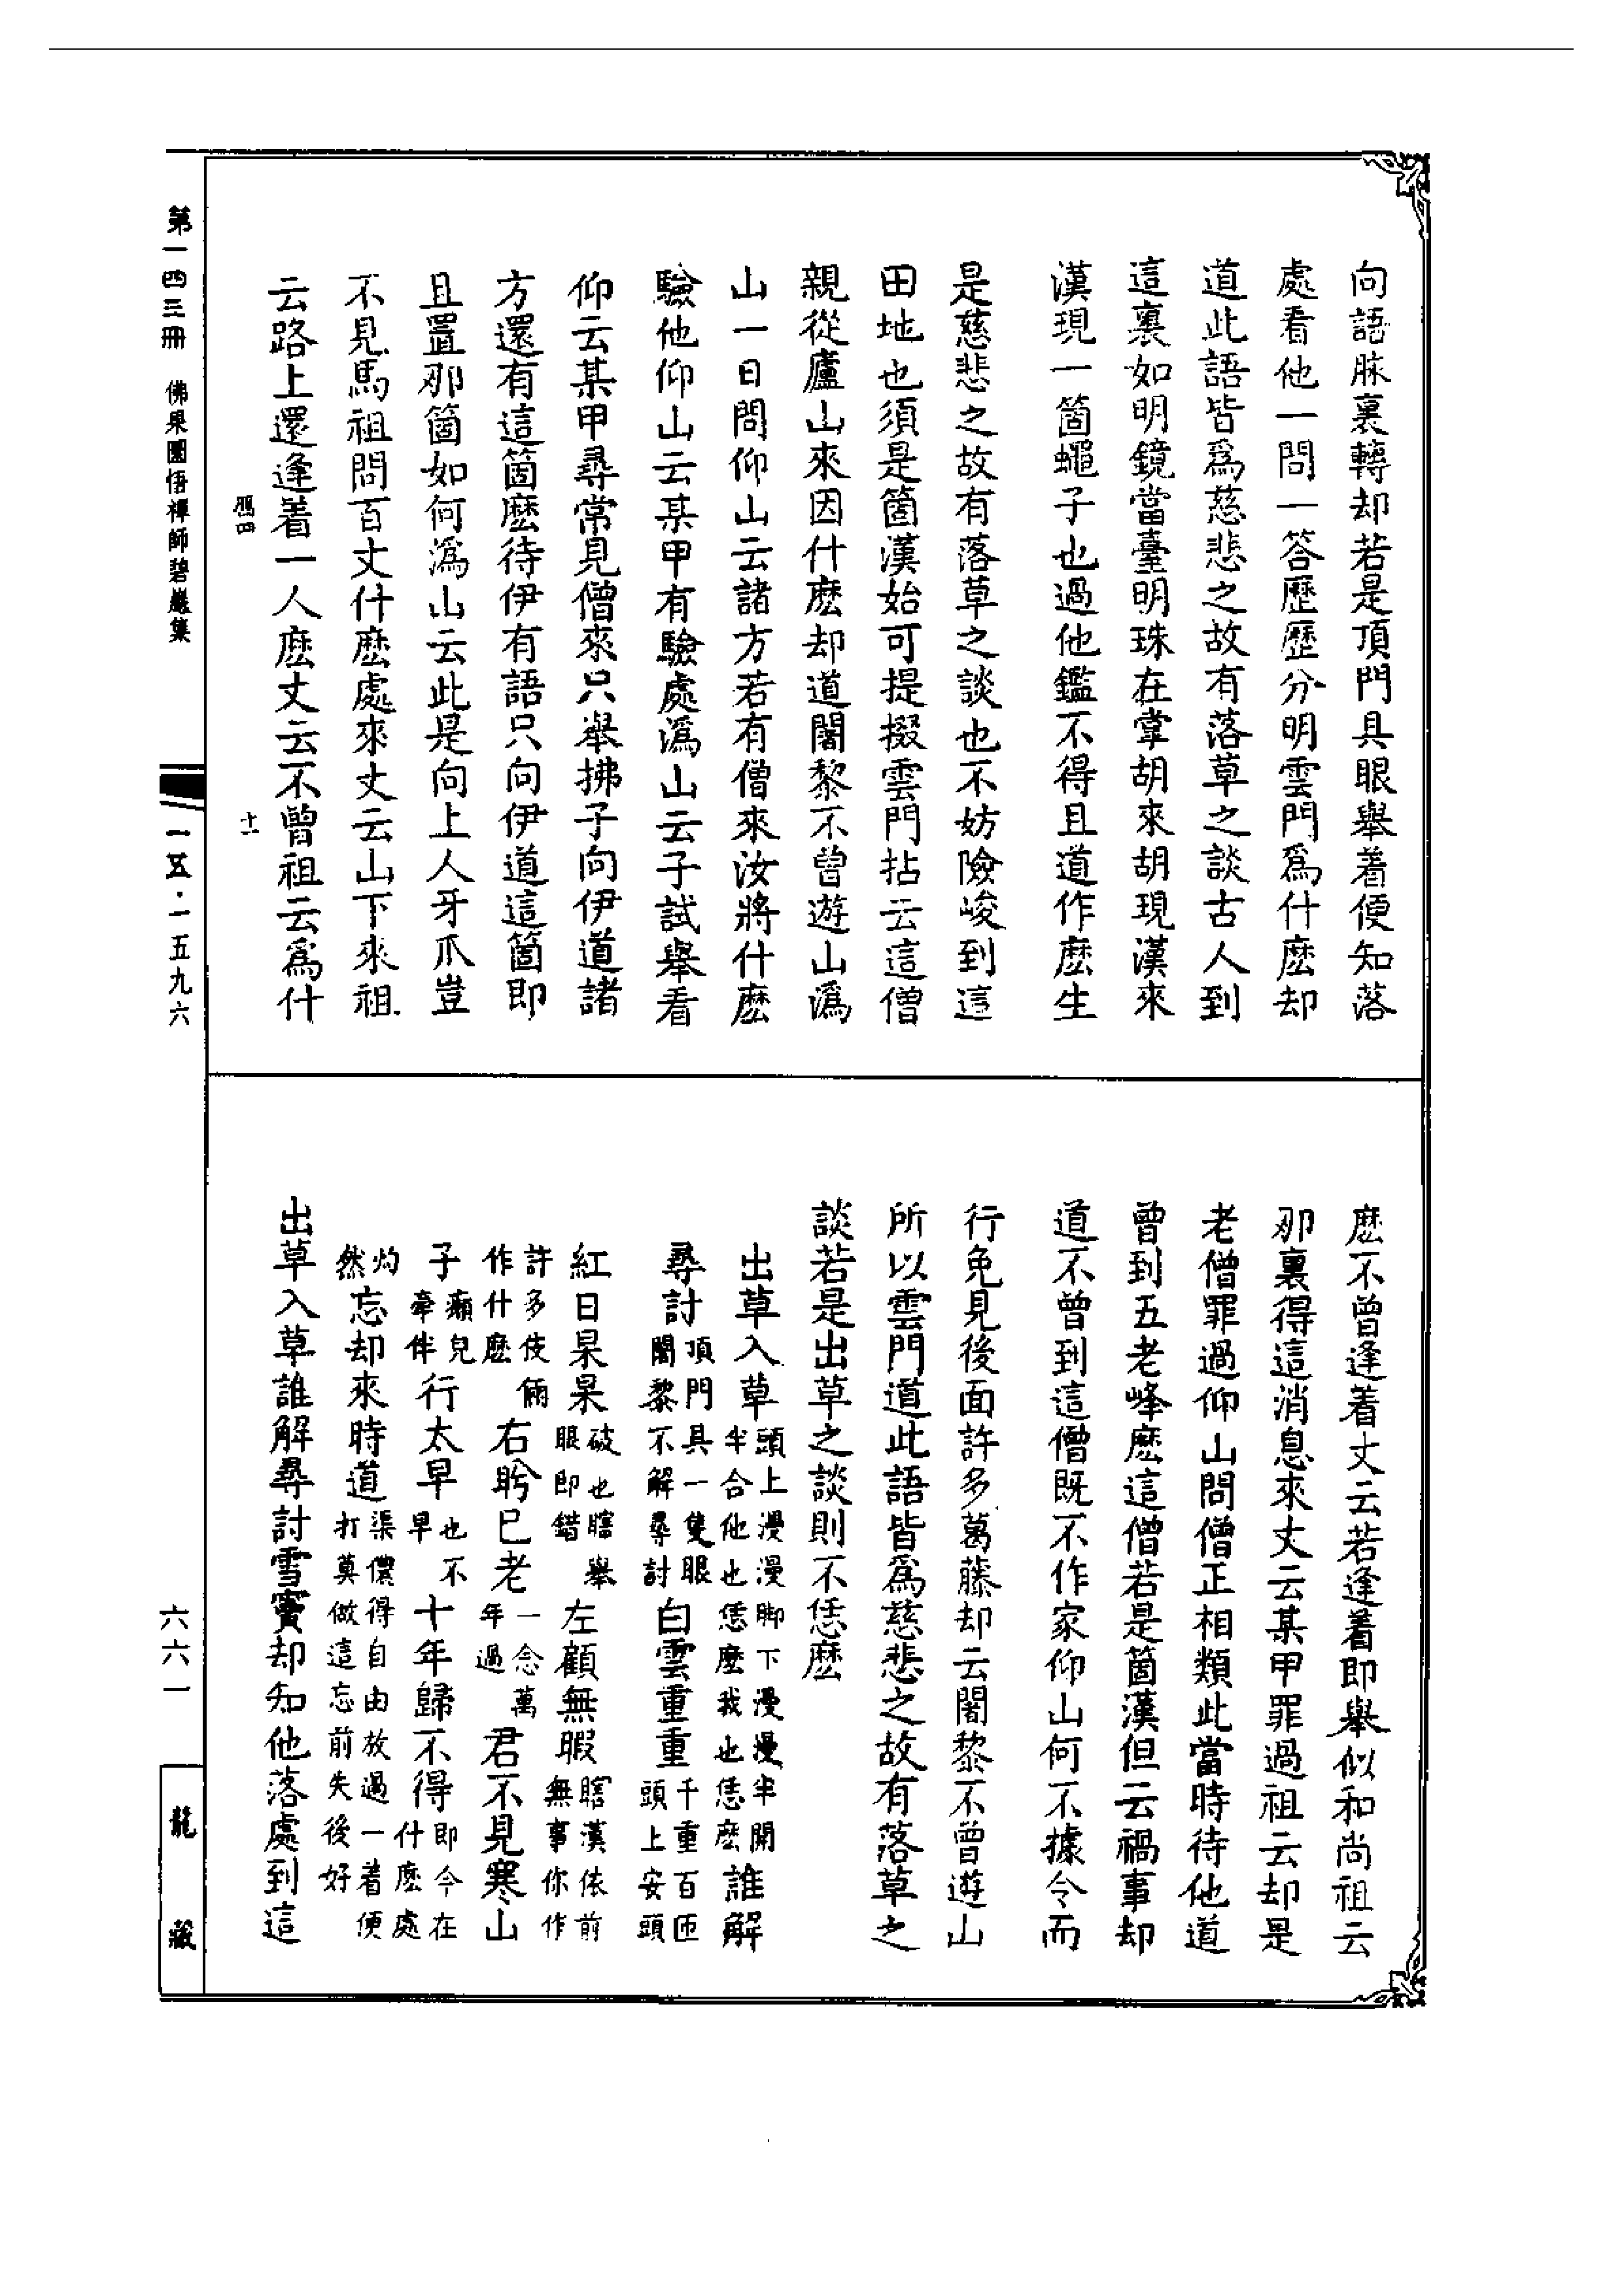 向語脉裏轉却若是頂門具眼舉着便知落
處看他一問一答歷歷分明雲門爲什麽却
道此語皆爲慈悲之故有落草之談古人到
這裏如明鏡當臺明珠在掌胡來胡現漢來
漢現一箇蠅子也過他鑑不得且道作麽生
是慈悲之故有落草之談也不妨險峻到這
田地也須是箇漢始可提掇雲門拈云這僧
親從廬山來因什麽却道闍黎不曾遊山溈
山一日問仰山云諸方若有僧來汝將什麽
驗他仰山云某甲有驗處溈山云子試舉看
仰云某甲尋常見僧來只舉拂子向伊道諸
方還有這箇麽待伊有語只向伊道這箇即
且置那箇如何溈山云此是向上人牙爪豈
不見馬祖問百丈什麽處來丈云山下來祖
云路上還逢着一人麽丈云不曾祖云爲什
雁四 十一
麽不曾逢着丈云若逢着即舉似和尚祖云
那裏得這消息來丈云某甲罪過祖云却是
老僧罪過仰山問僧正相類此當時待他道
曾到五老峰麽這僧若是箇漢但云禍事却
道不曾到這僧既不作家仰山何不據令而
行免見後面許多葛藤却云闍黎不曾遊山
所以雲門道此語皆爲慈悲之故有落草之
談若是出草之談則不恁麽
出草入草頭上漫漫脚下漫漫半開半合他也恁麽我也恁麽誰解
尋討頂門具一隻眼闍黎不解尋討白雲重重千重百匝頭上安頭
紅日杲杲破也瞎舉眼即錯左顧無暇瞎漢依前無事你作
許多伎倆作什麽右盻已老一念萬年過君不見寒山
子癩兒牽伴行太早也不早十年歸不得即今在什麽處
灼然忘却來時道渠儂得自由放過一着便打莫做這忘前失後好
出草入草誰解尋討雪竇却知他落處到這
第一四三冊 佛果圜悟禪師碧巖集
一五·一五九六
六六一
龍藏